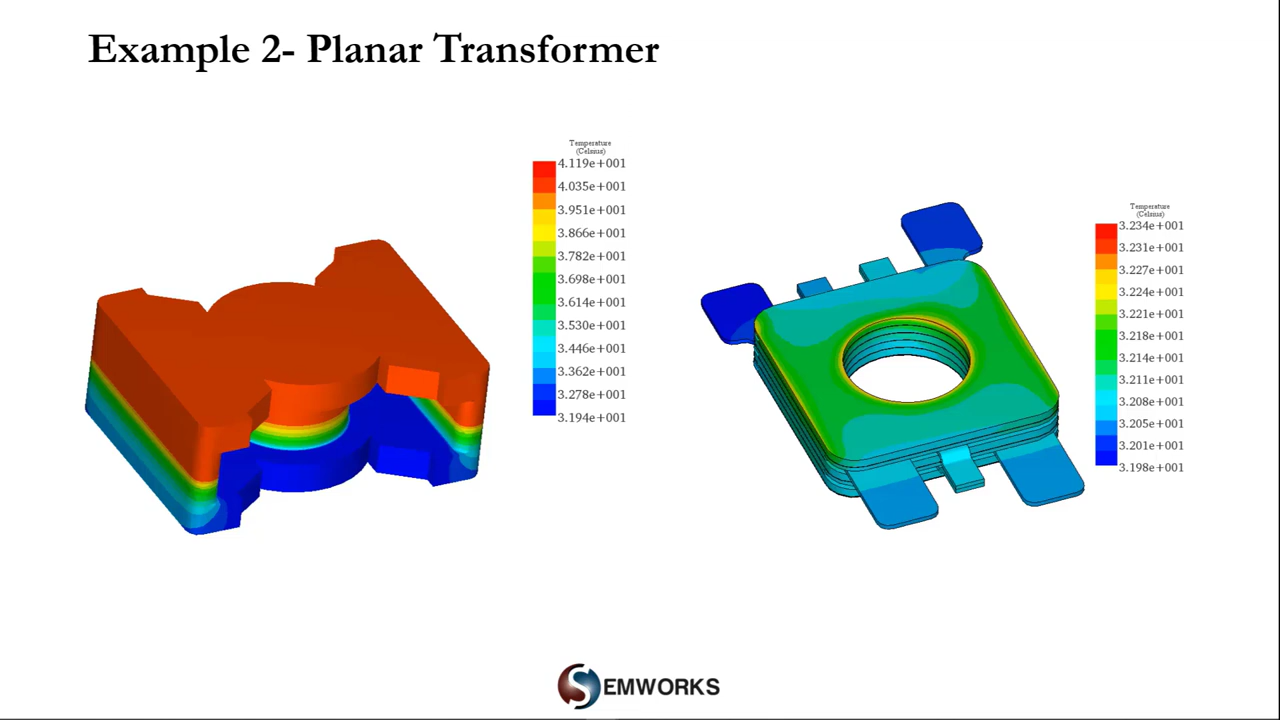 Example 2- Planar Transformer
Temperature
(Celsius)
4.119e+001
4.035e+001
3.951e+001
3.866e+001
3.782e+001
3.698e+001
3.614e+001
3.530e+001
3.446e+001
3.362e+001
3.278e+001
3.194e+001
Temperature
(Celsius)
3.234e+001
3.231e+001
3.227e+001
3.224e+001
3.221e+001
3.218e+001
3.214e+001
3.211e+001
3.208e+001
3.205e+001
3.201e+001
3.198e+001
EMWORKS